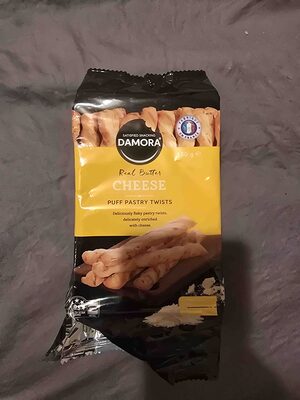 SATISFIED SNACKING
DAMORA
Real Butter
CHEESE
PUFF PASTRY TWISTS
Deliciously flaky pastry twists,
delicately enriched
with cheese.